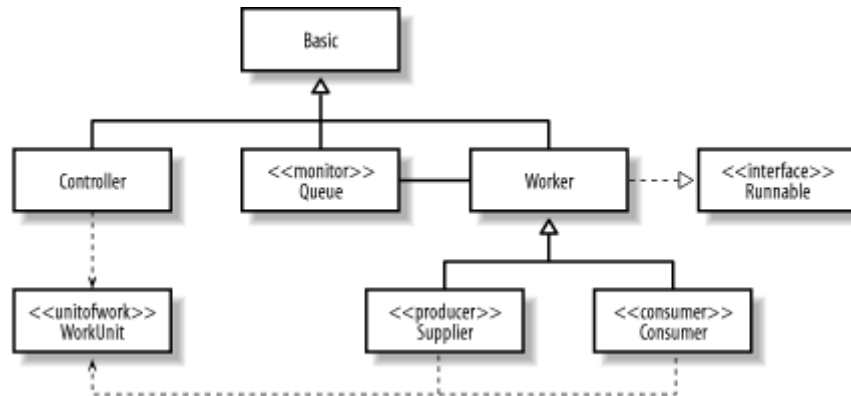 Basic
Controller
<<monitor>>
Queue
Worker
<<interface>>
Runnable
<<unitofwork>>
WorkUnit
<<producer>>
Supplier
<<consumer>>
Consumer